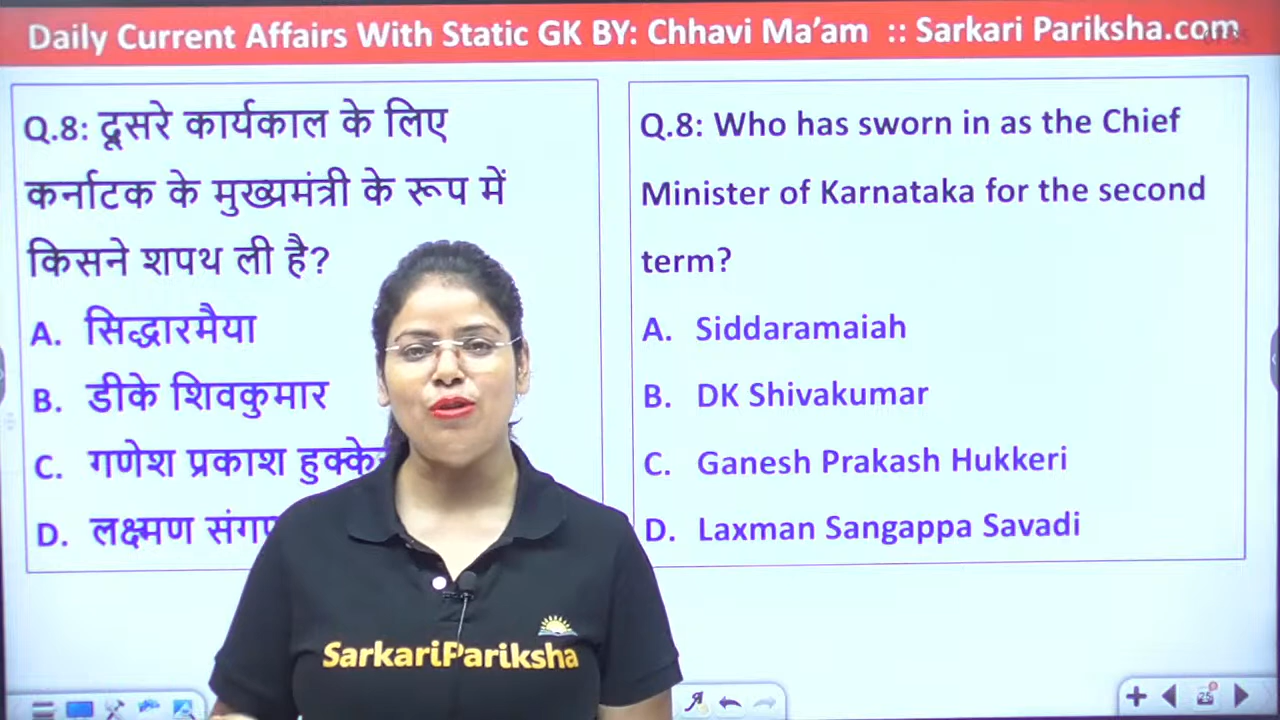 Daily Current Affairs With Static GK BY: Chhavi Ma’am :: Sarkari Pariksha.com
Q.8: दूसरे कार्यकाल के लिए
कर्नाटक के मुख्यमंत्री के रूप में
किसने शपथ ली है?
A. सिद्धारमैया
B. डीके शिवकुमार
C. गणेश प्रकाश
D. लक्ष्मण
Q.8: Who has sworn in as the Chief
Minister of Karnataka for the second
term?
A. Siddaramaiah
B. DK Shivakumar
C. Ganesh Prakash Hukkeri
D. Laxman Sangappa Savadi
SarkariPariksha
25